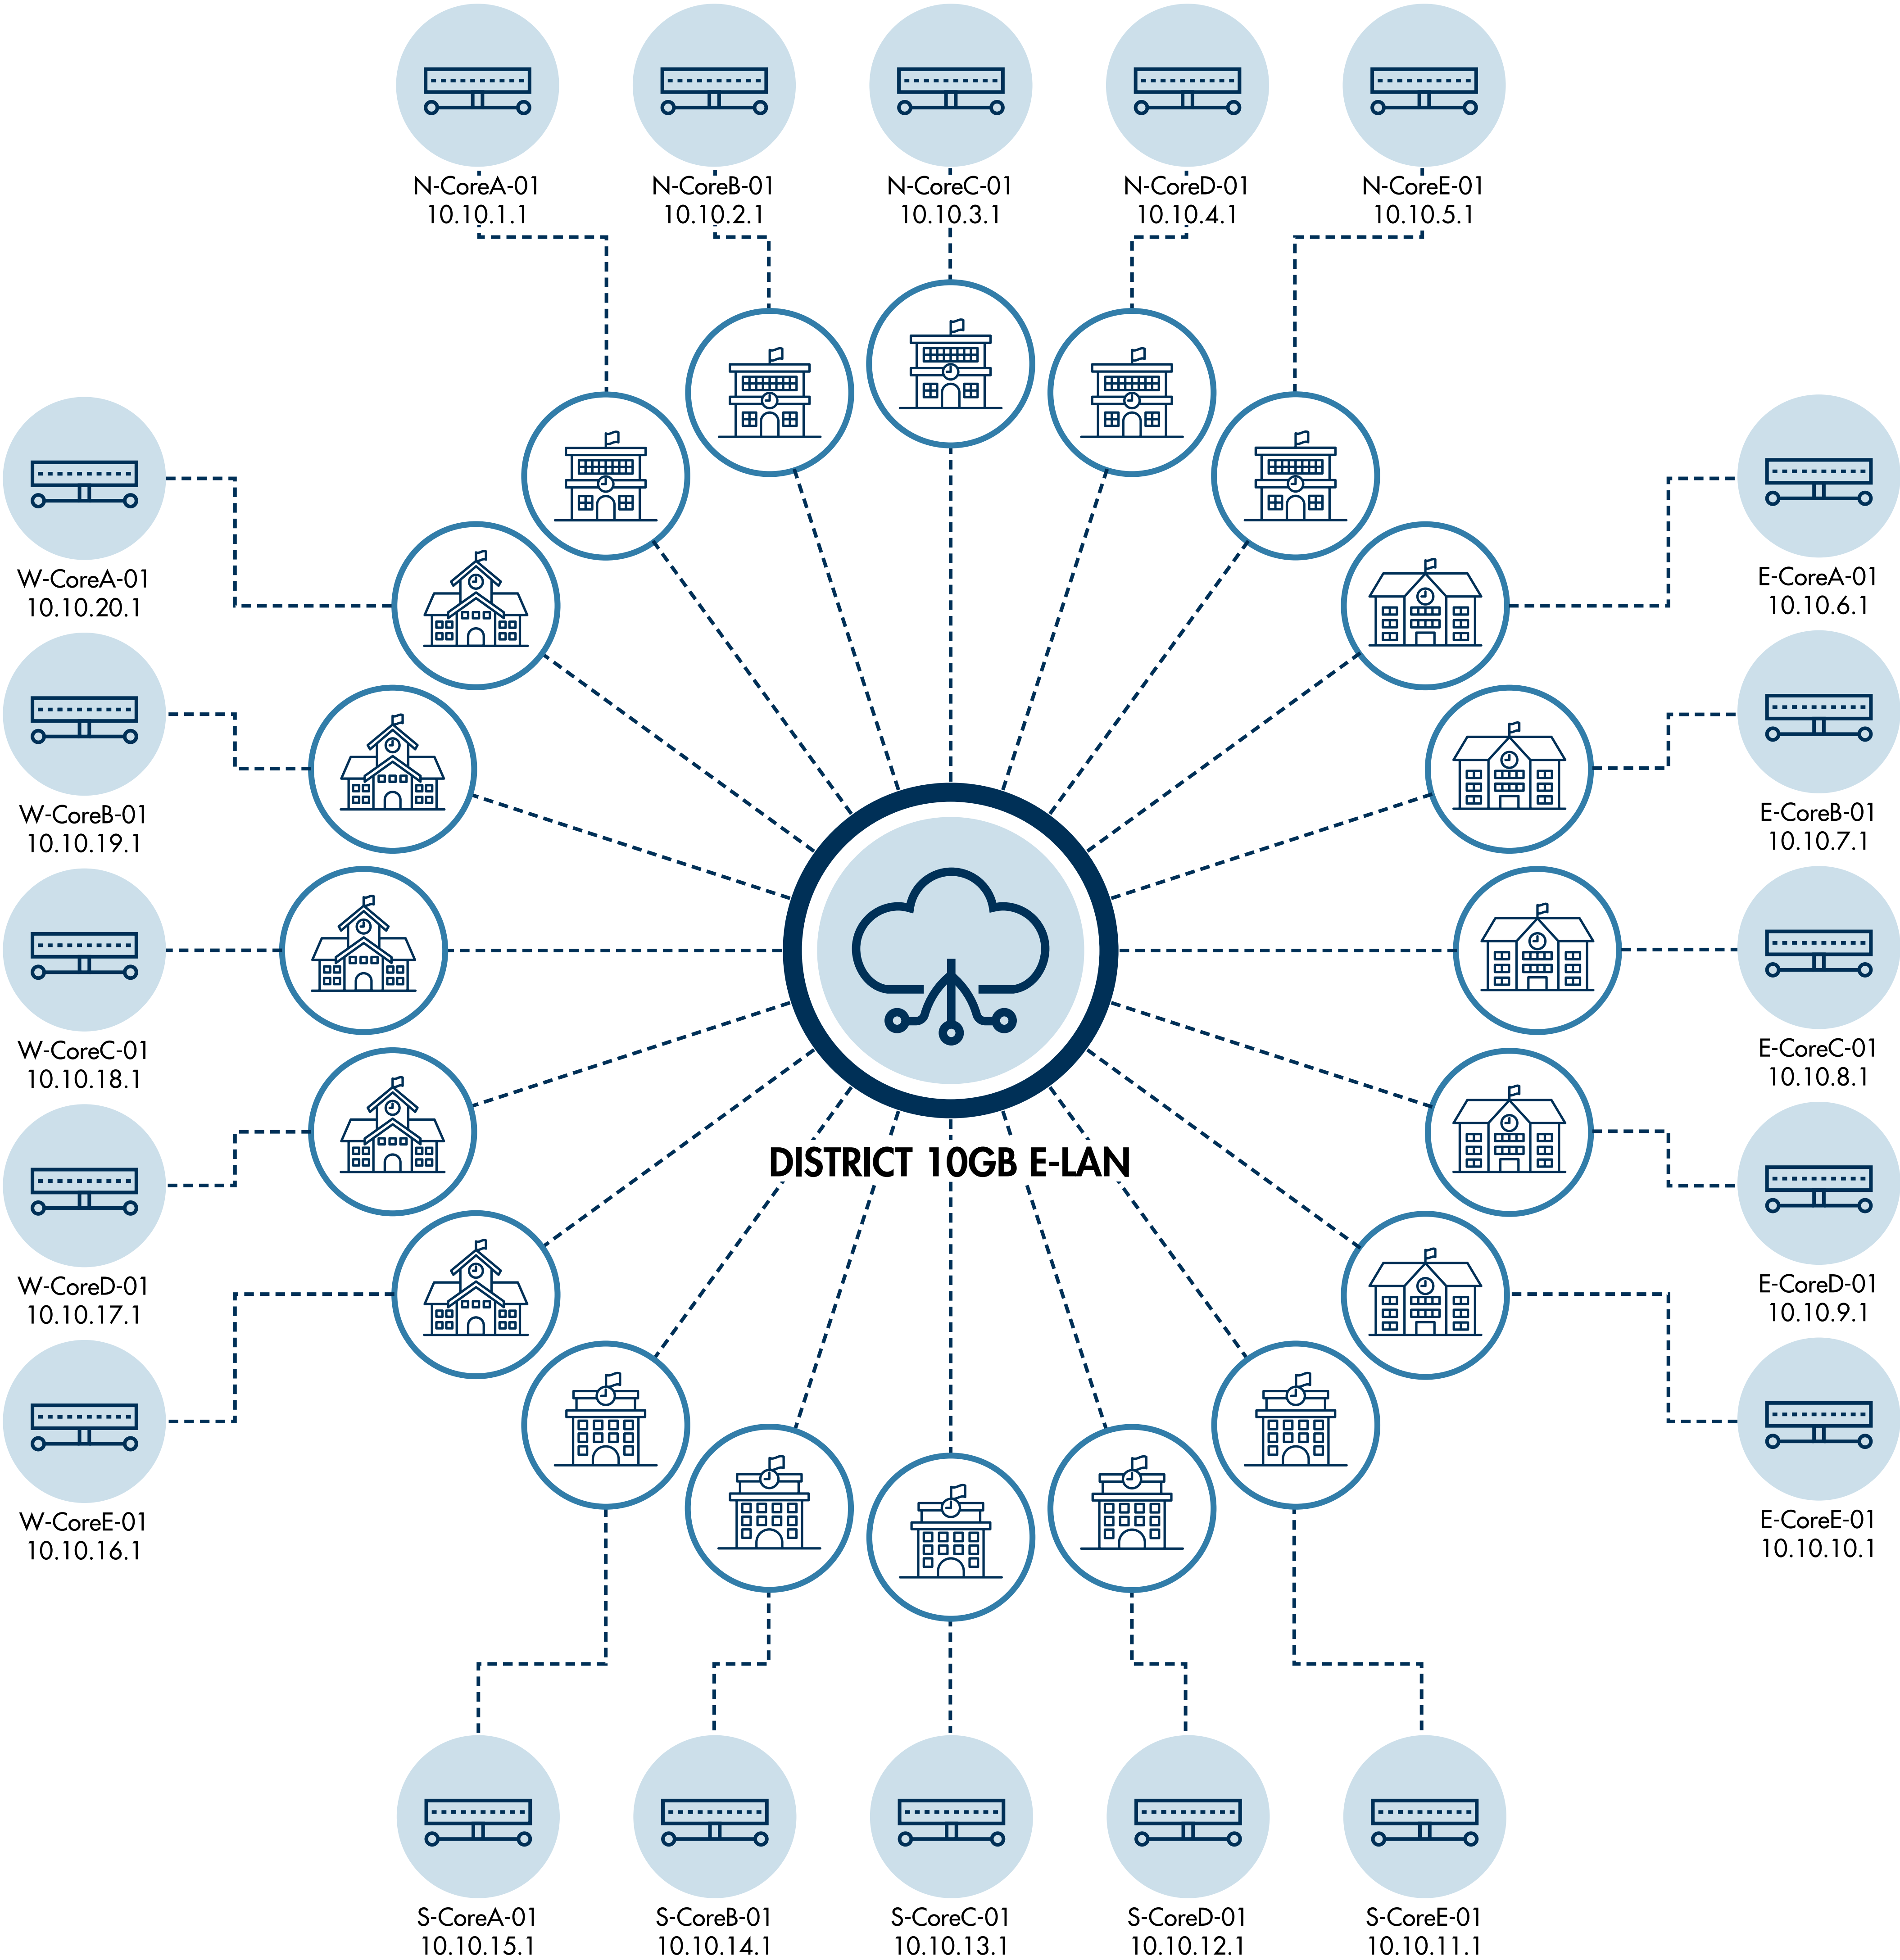 N-CoreA-01
10.10.1.1
N-CoreB-01
10.10.2.1
N-CoreC-01
10.10.3.1
N-CoreD-01
10.10.4.1
N-CoreE-01
10.10.5.1
W-CoreA-01
10.10.20.1
E-CoreA-01
10.10.6.1
W-CoreB-01
10.10.19.1
E-CoreB-01
10.10.7.1
W-CoreC-01
10.10.18.1
E-CoreC-01
10.10.8.1
DISTRICT 10GB E-LAN
W-CoreD-01
10.10.17.1
E-CoreD-01
10.10.9.1
W-CoreE-01
10.10.16.1
E-CoreE-01
10.10.10.1
S-CoreA-01
10.10.15.1
S-CoreB-01
10.10.14.1
S-CoreC-01
10.10.13.1
S-CoreD-01
10.10.12.1
S-CoreE-01
10.10.11.1